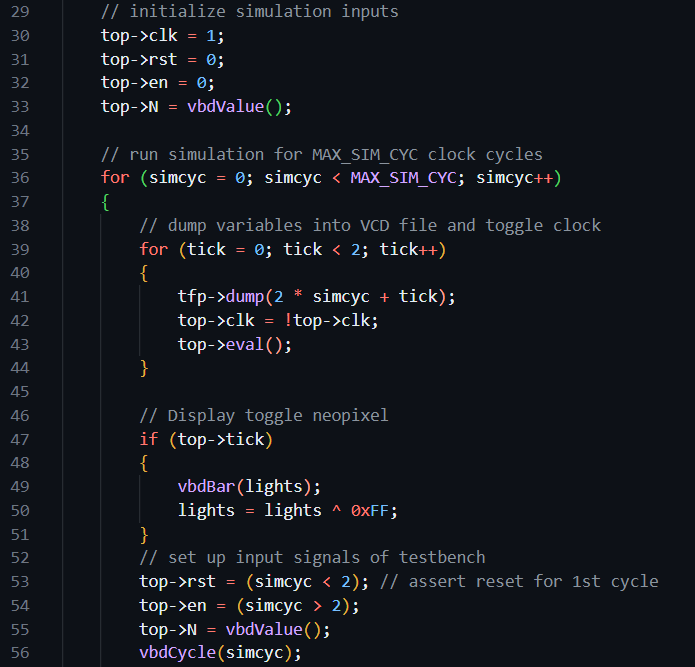 29 // initialize simulation inputs
30 top->clk = 1;
31 top->rst = 0;
32 top->en = 0;
33 top->N = vbdValue();
34
35 // run simulation for MAX_SIM_CYC clock cycles
36 for (simcyc = 0; simcyc < MAX_SIM_CYC; simcyc++)
37 {
38 // dump variables into VCD file and toggle clock
39 for (tick = 0; tick < 2; tick++)
40 {
41 tfp->dump(2 * simcyc + tick);
42 top->clk = !top->clk;
43 top->eval();
44 }
45
46 // Display toggle neopixel
47 if (top->tick)
48 {
49 vbdBar(lights);
50 lights = lights ^ 0xFF;
51 }
52 // set up input signals of testbench
53 top->rst = (simcyc < 2); // assert reset for 1st cycle
54 top->en = (simcyc > 2);
55 top->N = vbdValue();
56 vbdCycle(simcyc);